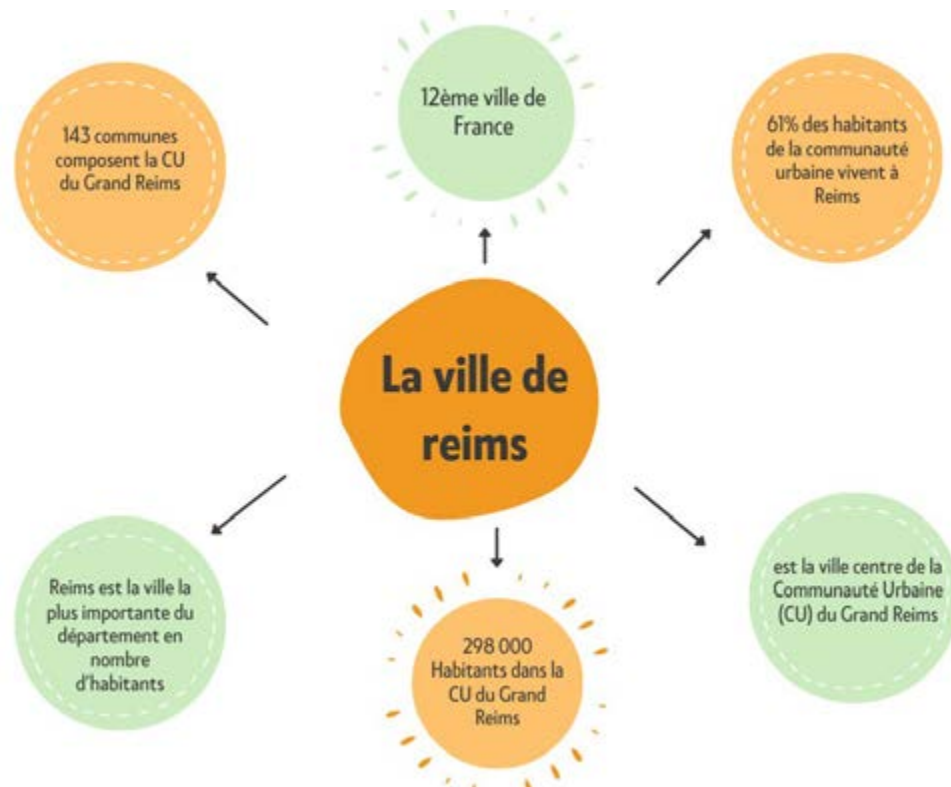 12ème ville de
France
143 communes
composent la CU
du Grand Reims
61% des habitants
de la communauté
urbaine vivent à
Reims
La ville de
reims
Reims est la ville la
plus importante du
département en
nombre
d'habitants
298 000
Habitants dans la
CU du Grand
Reims
est la ville centre de la
Communauté Urbaine
(CU) du Grand Reims